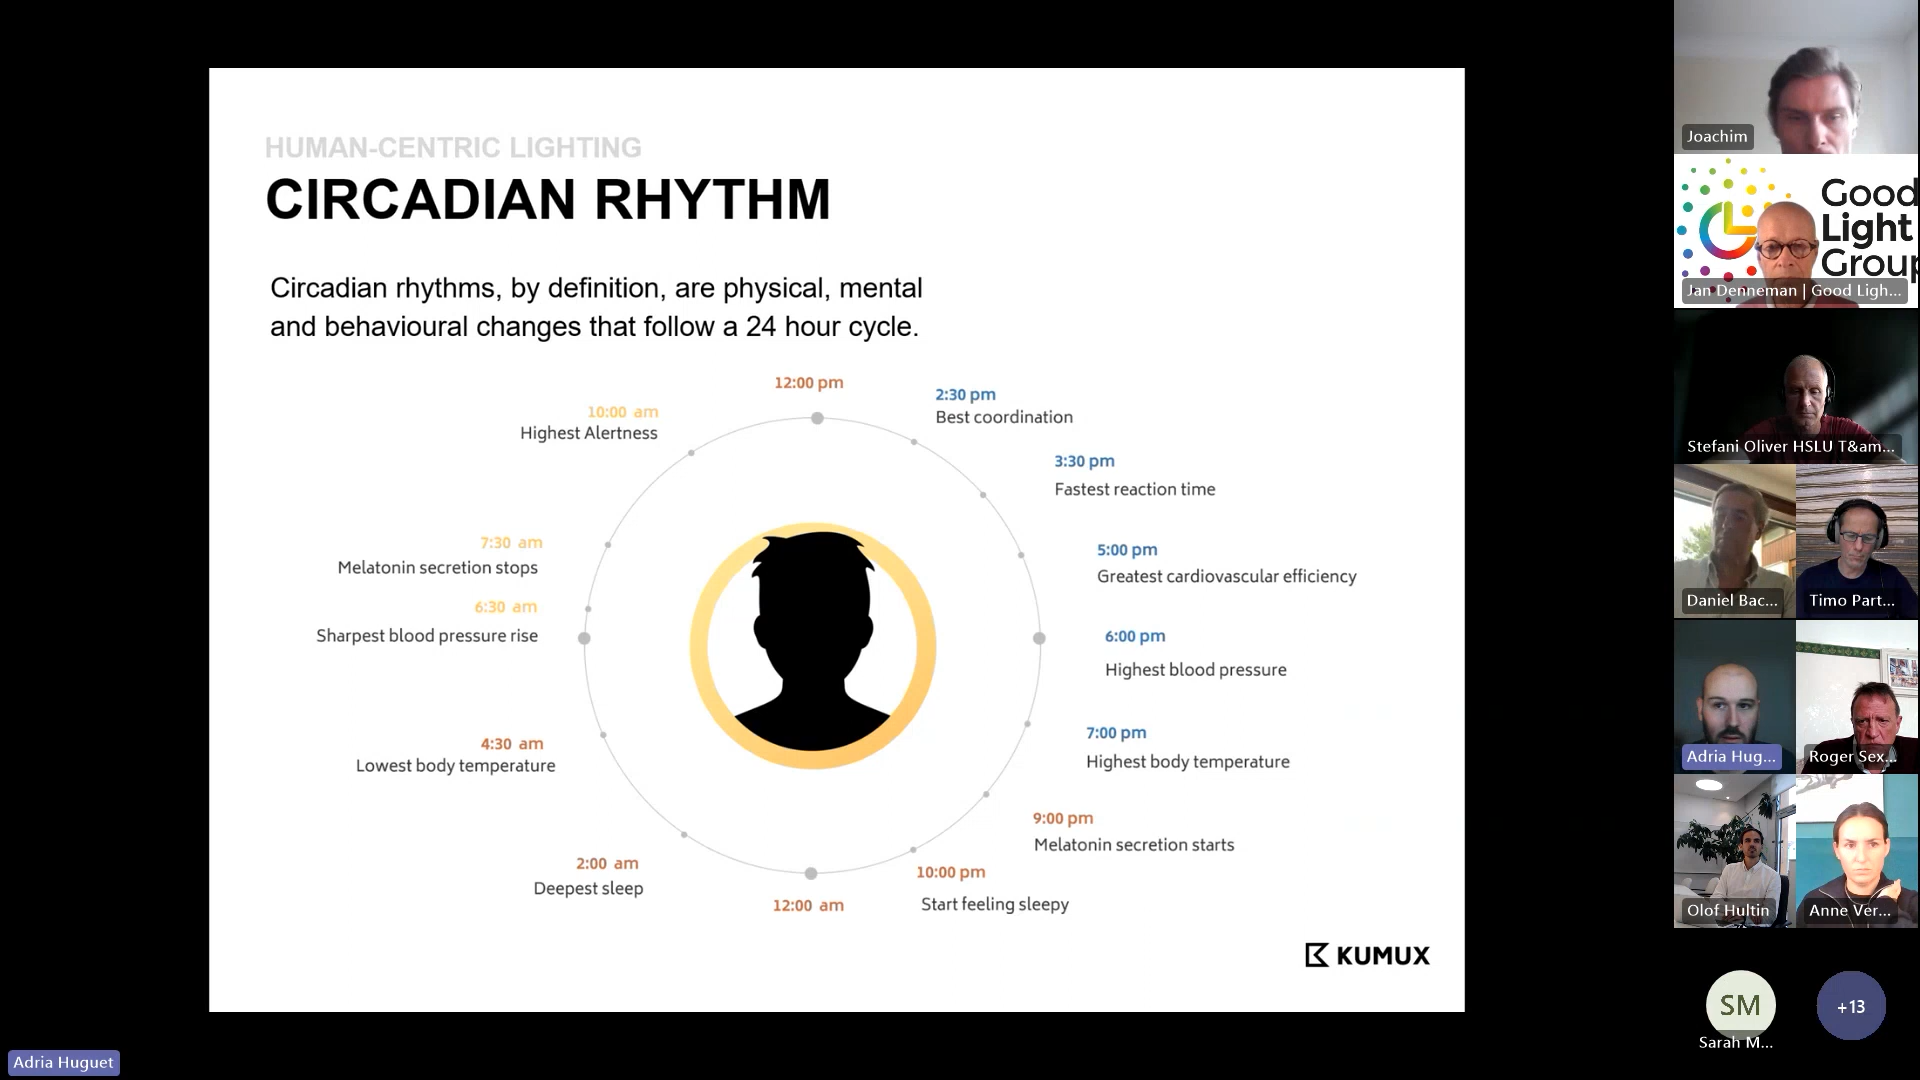 HUMAN-CENTRIC LIGHTING
CIRCADIAN RHYTHM
Circadian rhythms, by definition, are physical, mental
and behavioural changes that follow a 24 hour cycle.
12:00 pm
2:30 pm
Best coordination
3:30 pm
Fastest reaction time
5:00 pm
Greatest cardiovascular efficiency
6:00 pm
Highest blood pressure
7:00 pm
Highest body temperature
9:00 pm
Melatonin secretion starts
10:00 pm
Start feeling sleepy
12:00 am
2:00 am
Deepest sleep
4:30 am
Lowest body temperature
6:30 am
Sharpest blood pressure rise
7:30 am
Melatonin secretion stops
10:00 am
Highest Alertness
KUMUX
Adria Huguet
Joachim
Good
Light
Group
Jan Denneman | Good Ligh...
Stefani Oliver HSLU T&am...
Daniel Bac...
Timo Part...
Adria Hug...
Roger Sex...
Olof Hultin
Anne Ver...
SM
Sarah M...
+13